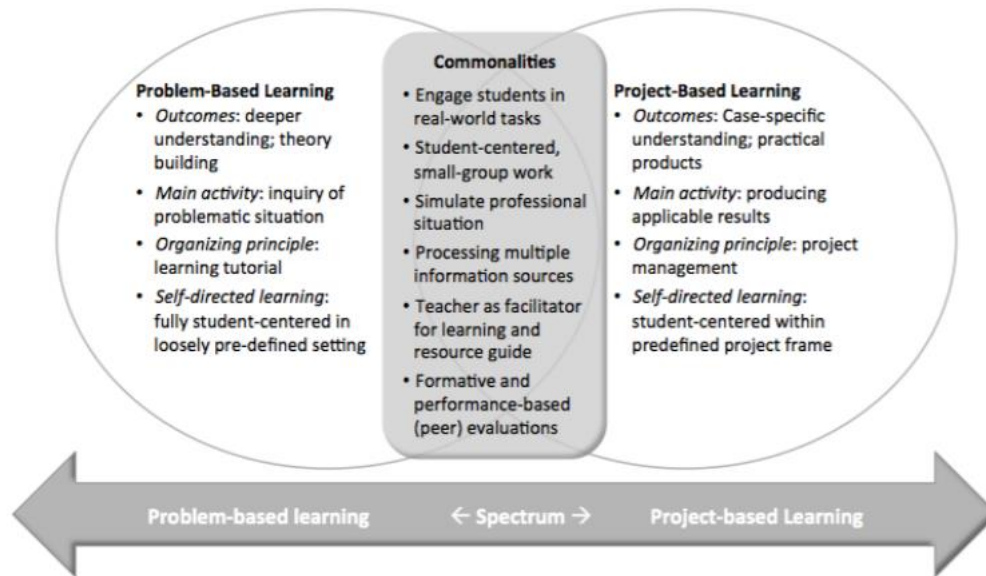 Problem-Based Learning
• Outcomes: deeper
understanding; theory
building
• Main activity: inquiry of
problematic situation
• Organizing principle:
learning tutorial
• Self-directed learning:
fully student-centered in
loosely pre-defined setting
Commonalities
• Engage students in
real-world tasks
• Student-centered,
small-group work
• Simulate professional
situation
• Processing multiple
information sources
• Teacher as facilitator
for learning and
resource guide
• Formative and
performance-based
(peer) evaluations
Project-Based Learning
• Outcomes: Case-specific
understanding; practical
products
• Main activity: producing
applicable results
• Organizing principle: project
management
• Self-directed learning:
student-centered within
predefined project frame
Problem-based learning ← Spectrum → Project-based Learning